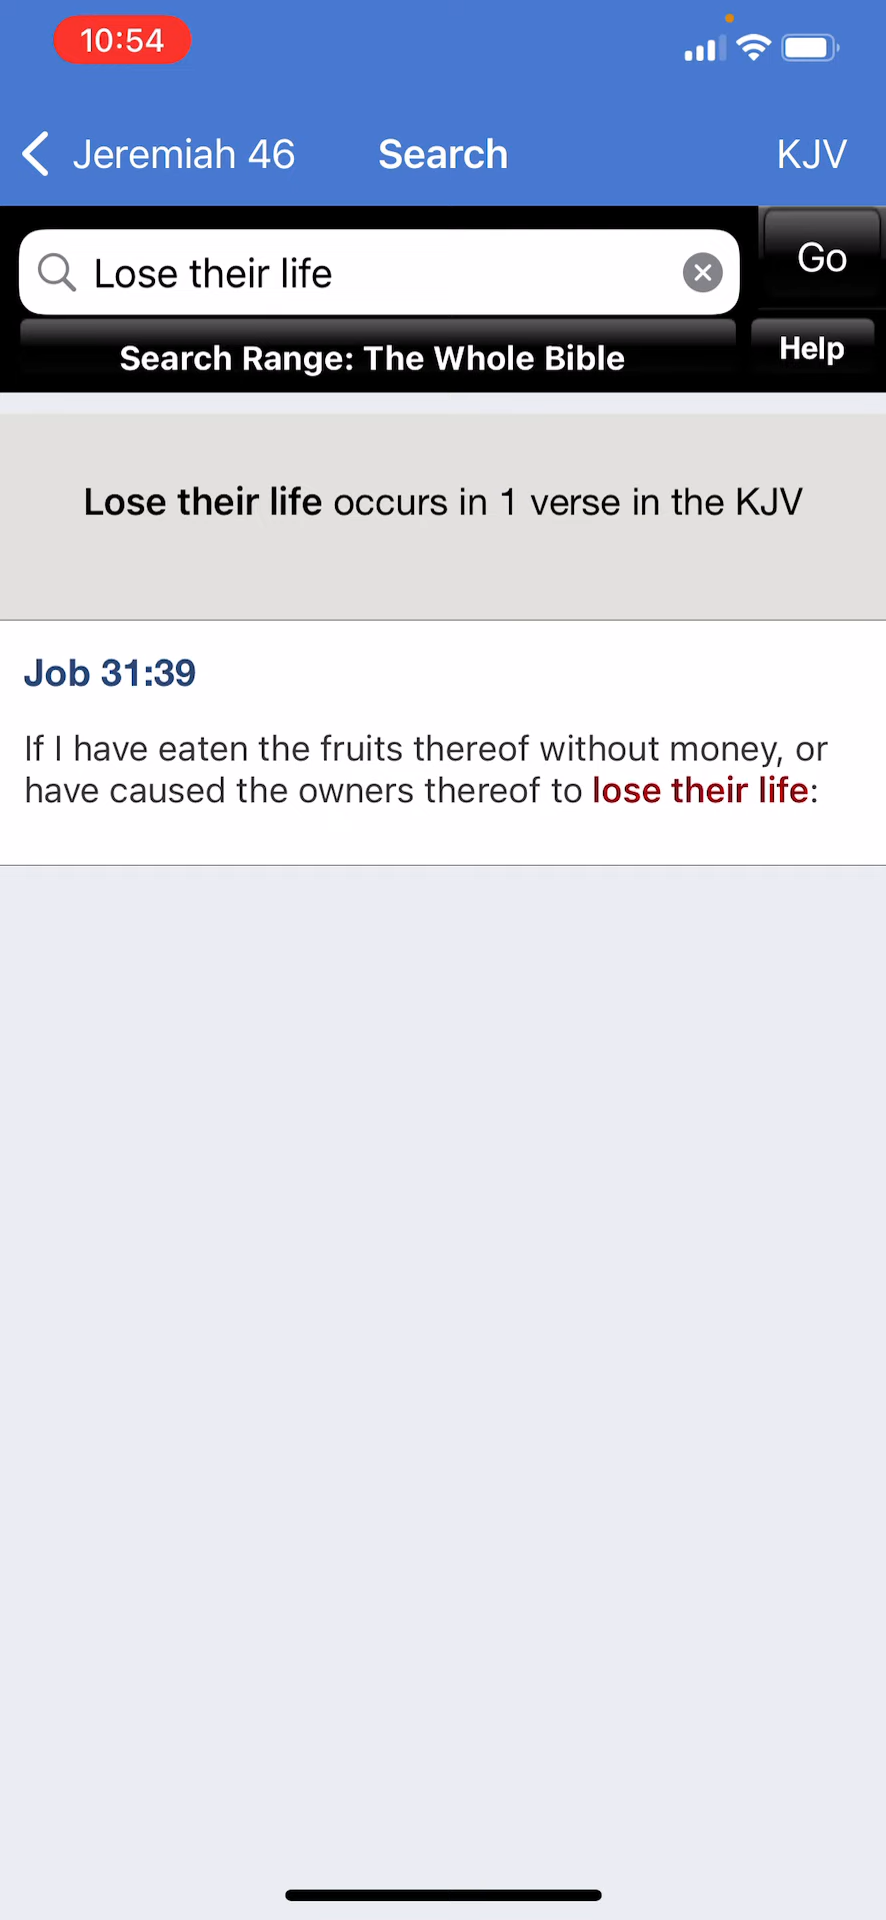 10:54
Jeremiah 46 Search KJV
Lose their life Go
Search Range: The Whole Bible Help
Lose their life occurs in 1 verse in the KJV
Job 31:39
If I have eaten the fruits thereof without money, or
have caused the owners thereof to lose their life: